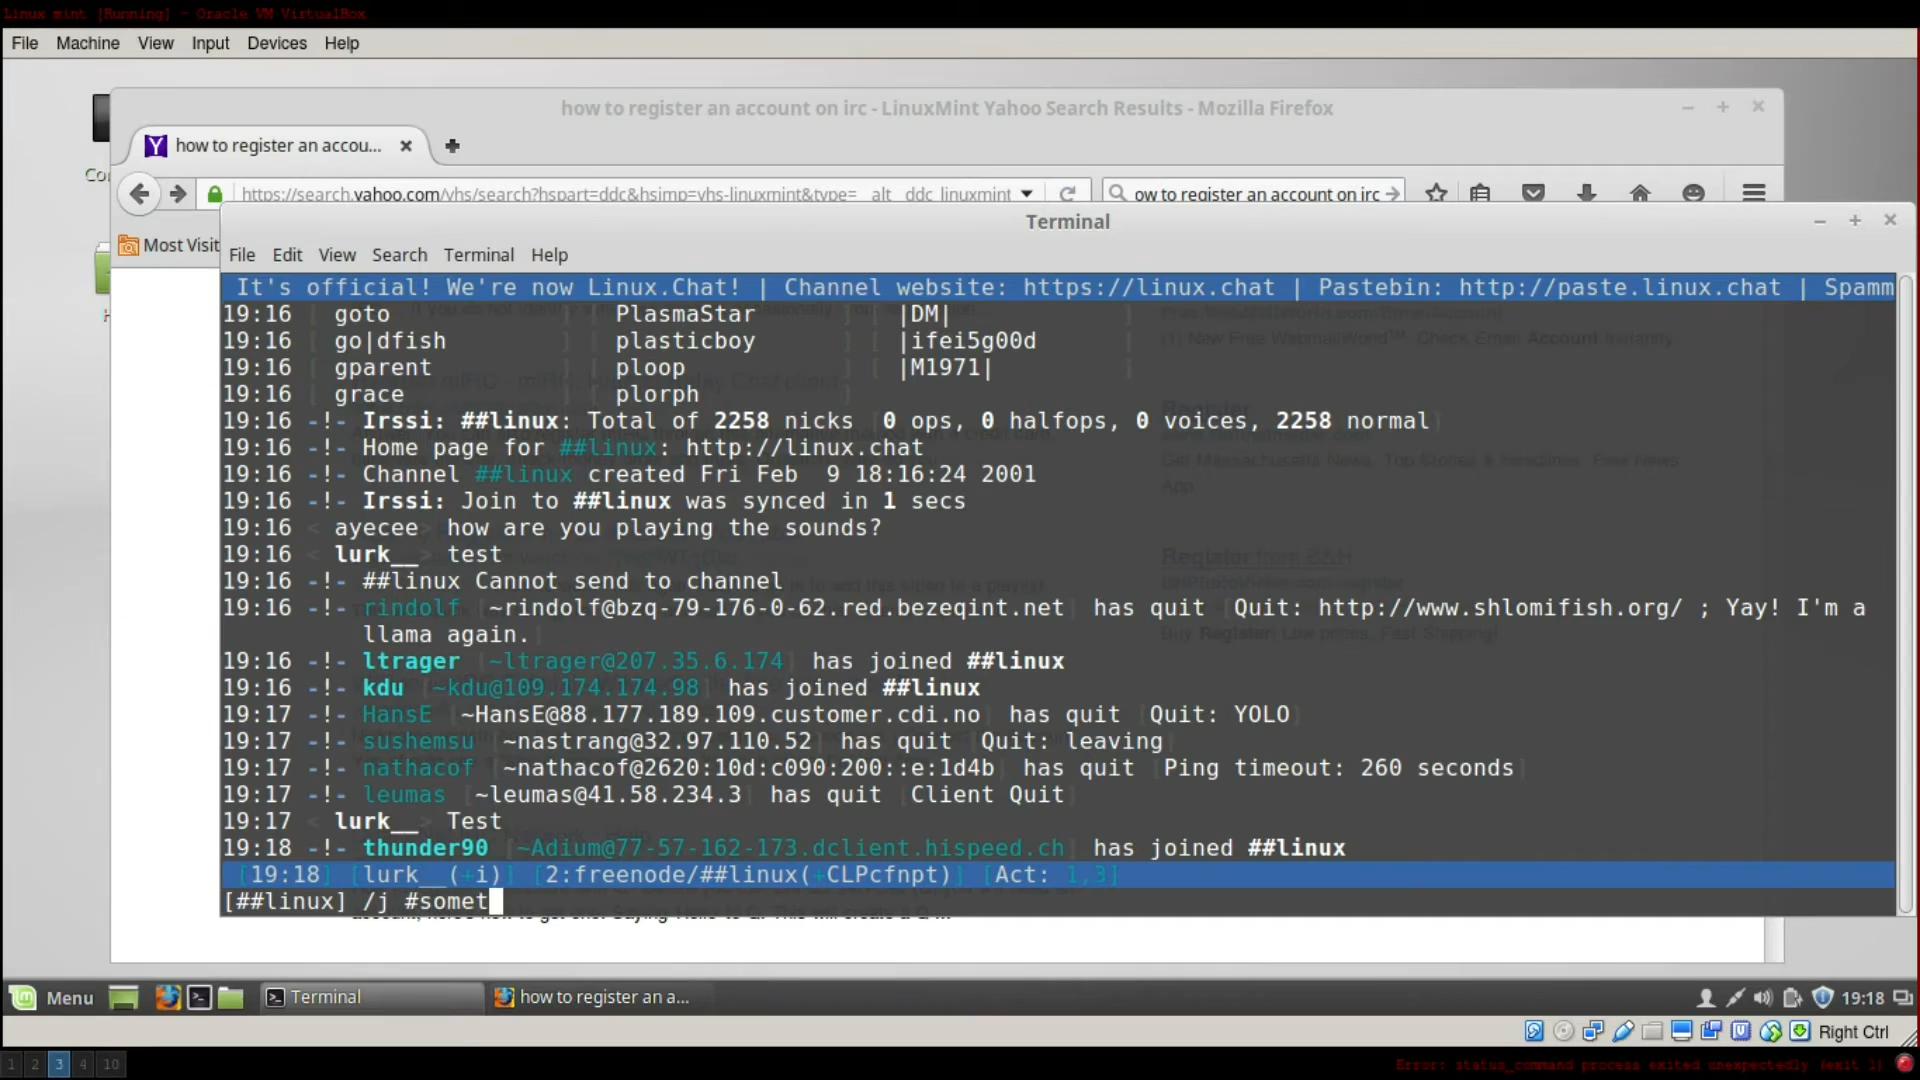 Linux mint [Running] - Oracle VM VirtualBox
File Machine View Input Devices Help
how to register an account on irc - LinuxMint Yahoo Search Results - Mozilla Firefox
Y how to register an accou...
https://search.yahoo.com/yhs/search?hspart=ddc&hsimp=yhs-linuxmint&type=__alt__ddc_linuxmint
ow to register an account on irc
Most Visit
Terminal
File Edit View Search Terminal Help
It's official! We're now Linux.Chat! | Channel website: https://linux.chat | Pastebin: http://paste.linux.chat | Spamm
19:16 [ goto ] [ PlasmaStar ] [ |DM| ]
19:16 [ go|dfish ] [ plasticboy ] [ |ifei5g00d ]
19:16 [ gparent ] [ ploop ] [ |M1971| ]
19:16 [ grace ] [ plorph ]
19:16 -!- Irssi: ##linux: Total of 2258 nicks [0 ops, 0 halfops, 0 voices, 2258 normal]
19:16 -!- Home page for ##linux: http://linux.chat
19:16 -!- Channel ##linux created Fri Feb  9 18:16:24 2001
19:16 -!- Irssi: Join to ##linux was synced in 1 secs
19:16 < ayecee> how are you playing the sounds?
19:16 < lurk__> test
19:16 -!- ##linux Cannot send to channel
19:16 -!- rindolf [~rindolf@bzq-79-176-0-62.red.bezeqint.net] has quit [Quit: http://www.shlomifish.org/ ; Yay! I'm a
llama again.]
19:16 -!- ltrager [~ltrager@207.35.6.174] has joined ##linux
19:16 -!- kdu [~kdu@109.174.174.98] has joined ##linux
19:17 -!- HansE [~HansE@88.177.189.109.customer.cdi.no] has quit [Quit: YOLO]
19:17 -!- sushemsu [~nastrang@32.97.110.52] has quit [Quit: leaving]
19:17 -!- nathacof [~nathacof@2620:10d:c090:200::e:1d4b] has quit [Ping timeout: 260 seconds]
19:17 -!- leumas [~leumas@41.58.234.3] has quit [Client Quit]
19:17 < lurk__> Test
19:18 -!- thunder90 [~Adium@77-57-162-173.dclient.hispeed.ch] has joined ##linux
[19:18] [lurk__(+i)] [2:freenode/##linux(+CLPcfnpt)] [Act: 1,3]
[##linux] /j #somet
Menu Terminal how to register an a... 19:18
Right Ctrl
1 2 3 4 10 Error: status_command process exited unexpectedly (exit 1)